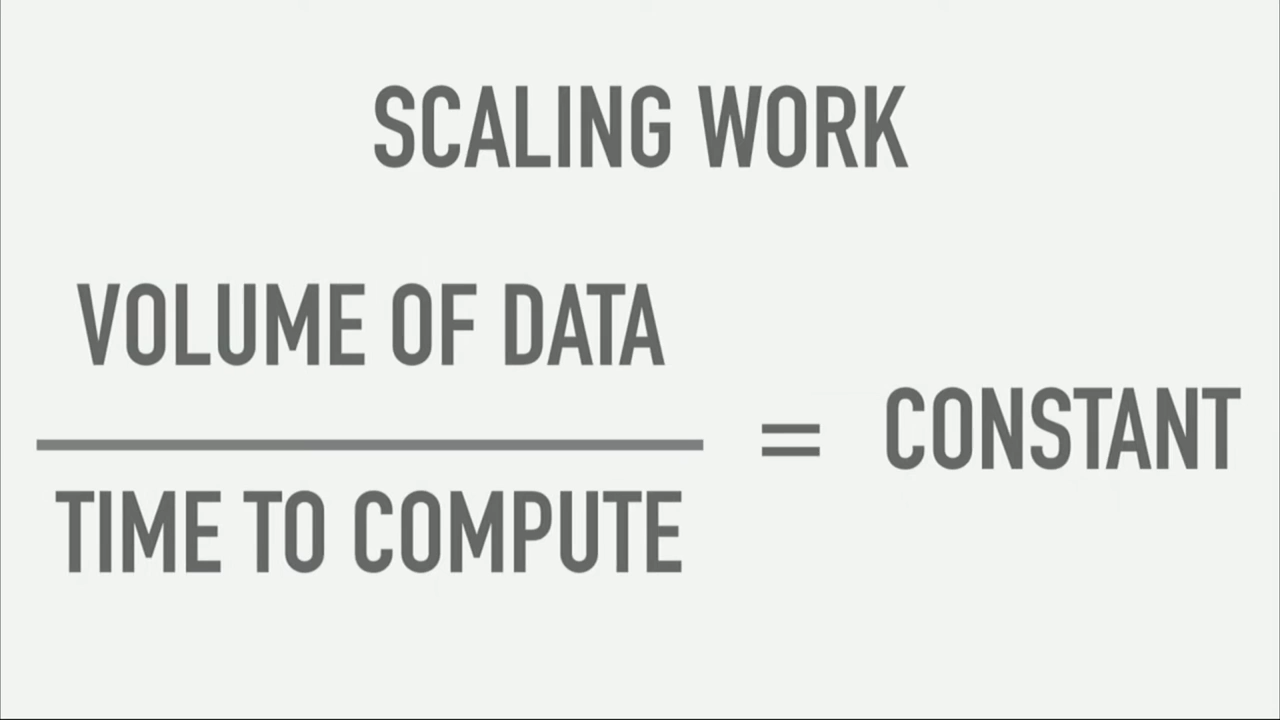 SCALING WORK
VOLUME OF DATA
TIME TO COMPUTE
= CONSTANT